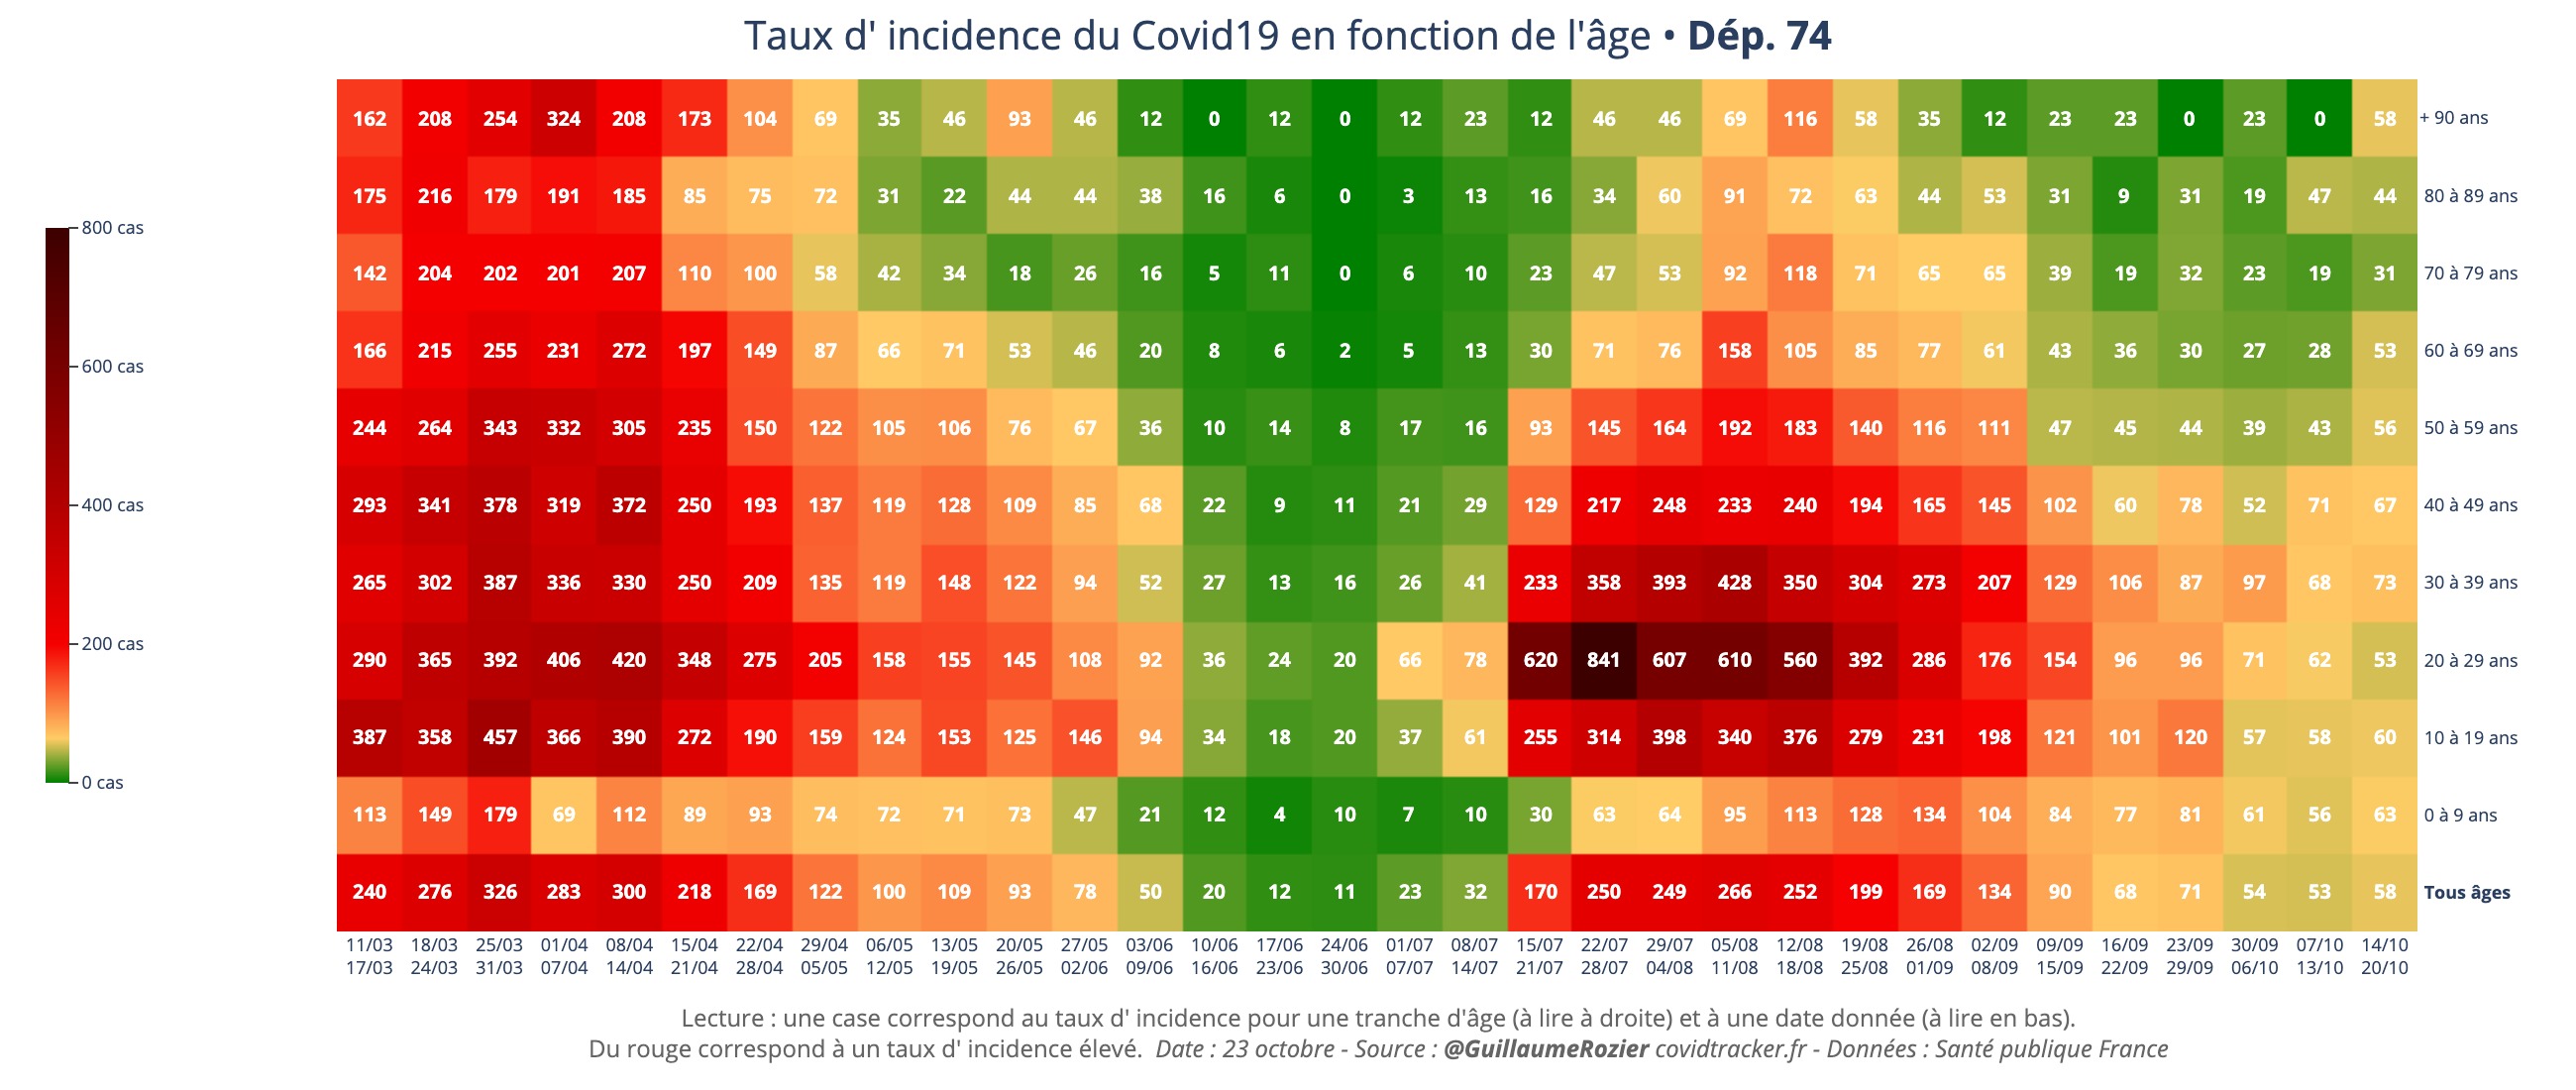 Taux d' incidence du Covid19 en fonction de l'âge • Dép. 74
162 208 254 324 208 173 104 69 35 46 93 46 12 0 12 0 12 23 12 46 46 69 116 58 35 12 23 23 0 23 0 58 + 90 ans
175 216 179 191 185 85 75 72 31 22 44 44 38 16 6 0 3 13 16 34 60 91 72 63 44 53 31 9 31 19 47 44 80 à 89 ans
800 cas
142 204 202 201 207 110 100 58 42 34 18 26 16 5 11 0 6 10 23 47 53 92 118 71 65 65 39 19 32 23 19 31 70 à 79 ans
166 215 255 231 272 197 149 87 66 71 53 46 20 8 6 2 5 13 30 71 76 158 105 85 77 61 43 36 30 27 28 53 60 à 69 ans
600 cas
244 264 343 332 305 235 150 122 105 106 76 67 36 10 14 8 17 16 93 145 164 192 183 140 116 111 47 45 44 39 43 56 50 à 59 ans
400 cas
293 341 378 319 372 250 193 137 119 128 109 85 68 22 9 11 21 29 129 217 248 233 240 194 165 145 102 60 78 52 71 67 40 à 49 ans
265 302 387 336 330 250 209 135 119 148 122 94 52 27 13 16 26 41 233 358 393 428 350 304 273 207 129 106 87 97 68 73 30 à 39 ans
200 cas
290 365 392 406 420 348 275 205 158 155 145 108 92 36 24 20 66 78 620 841 607 610 560 392 286 176 154 96 96 71 62 53 20 à 29 ans
387 358 457 366 390 272 190 159 124 153 125 146 94 34 18 20 37 61 255 314 398 340 376 279 231 198 121 101 120 57 58 60 10 à 19 ans
0 cas
113 149 179 69 112 89 93 74 72 71 73 47 21 12 4 10 7 10 30 63 64 95 113 128 134 104 84 77 81 61 56 63 0 à 9 ans
240 276 326 283 300 218 169 122 100 109 93 78 50 20 12 11 23 32 170 250 249 266 252 199 169 134 90 68 71 54 53 58 Tous âges
11/03 18/03 25/03 01/04 08/04 15/04 22/04 29/04 06/05 13/05 20/05 27/05 03/06 10/06 17/06 24/06 01/07 08/07 15/07 22/07 29/07 05/08 12/08 19/08 26/08 02/09 09/09 16/09 23/09 30/09 07/10 14/10
17/03 24/03 31/03 07/04 14/04 21/04 28/04 05/05 12/05 19/05 26/05 02/06 09/06 16/06 23/06 30/06 07/07 14/07 21/07 28/07 04/08 11/08 18/08 25/08 01/09 08/09 15/09 22/09 29/09 06/10 13/10 20/10
Lecture : une case correspond au taux d' incidence pour une tranche d'âge (à lire à droite) et à une date donnée (à lire en bas).
Du rouge correspond à un taux d' incidence élevé. Date : 23 octobre - Source : @GuillaumeRozier covidtracker.fr - Données : Santé publique France